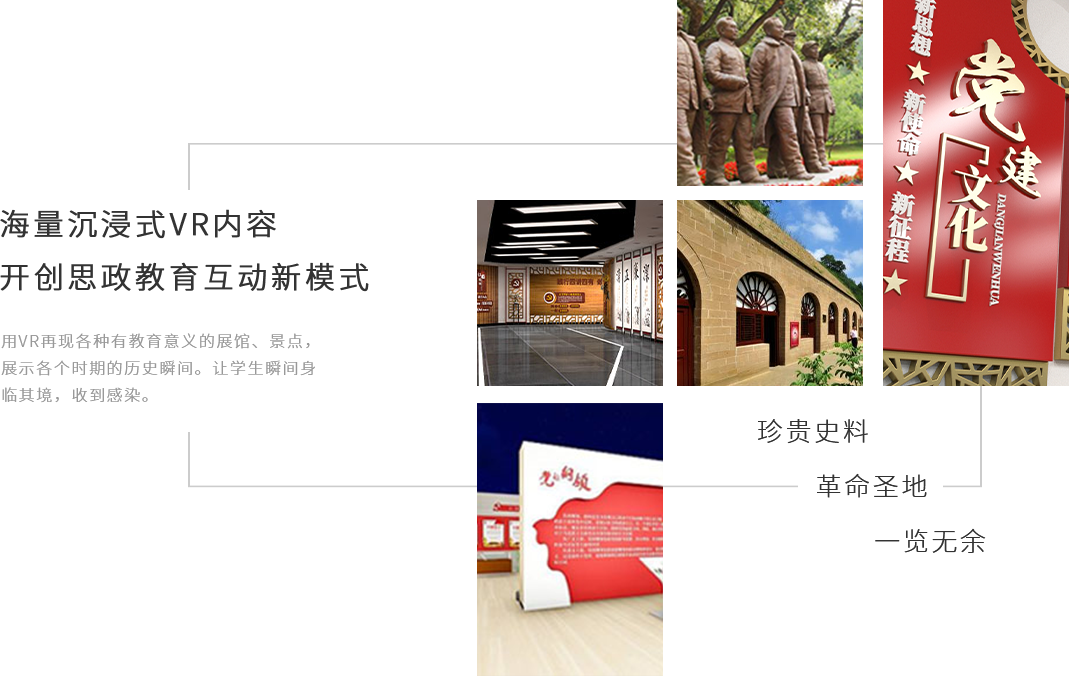 海量沉浸式VR内容
开创思政教育互动新模式
用VR再现各种有教育意义的展馆、景点，
展示各个时期的历史瞬间。让学生瞬间身
临其境，收到感染。
新思想
新使命
新征程
党建
文化
DANGJIANWENHUA
珍贵史料
革命圣地
一览无余